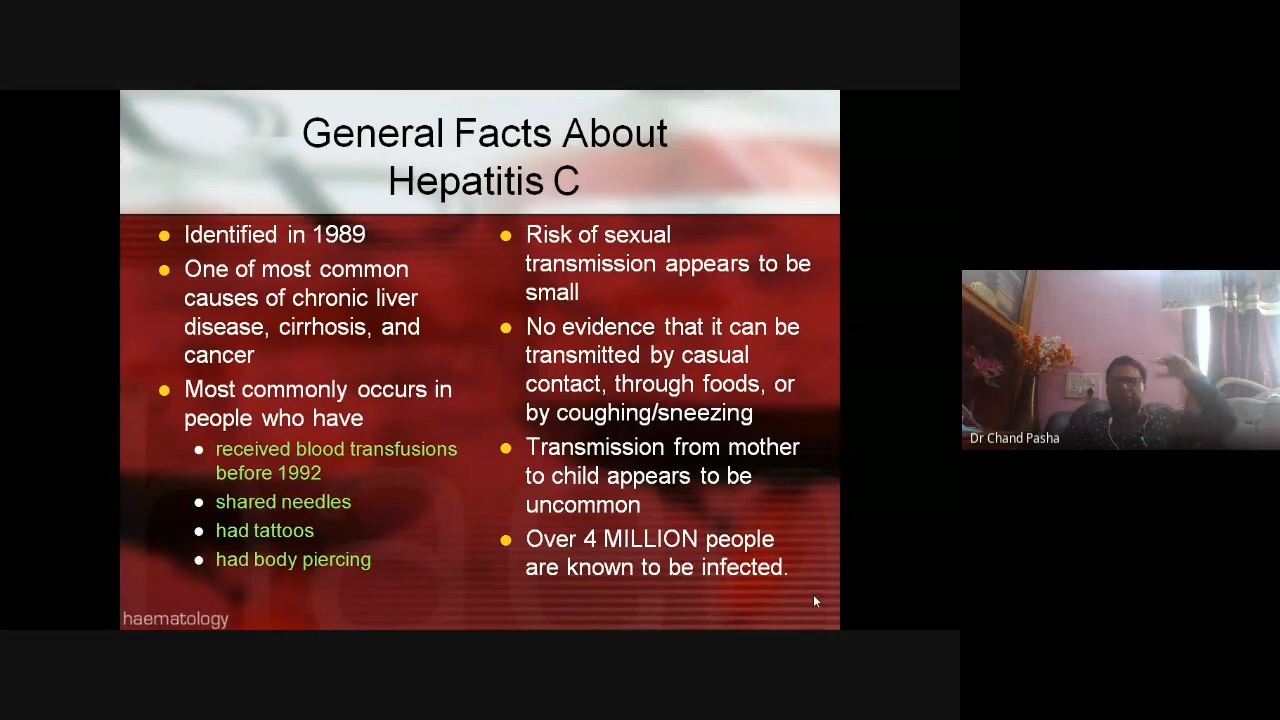 General Facts About
Hepatitis C
Identified in 1989
One of most common
causes of chronic liver
disease, cirrhosis, and
cancer
Most commonly occurs in
people who have
received blood transfusions
before 1992
shared needles
had tattoos
had body piercing
Risk of sexual
transmission appears to be
small
No evidence that it can be
transmitted by casual
contact, through foods, or
by coughing/sneezing
Transmission from mother
to child appears to be
uncommon
Over 4 MILLION people
are known to be infected.
haematology
Dr Chand Pasha